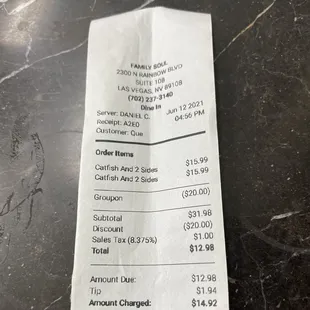 FAMILY SOUL
2300 N RAINBOW BLVD
SUITE 108
LAS VEGAS, NV 89108
(702) 237-3140
Dine In
Server: DANIEL C. Jun 12 2021
Receipt: A2E0 04:56 PM
Customer: Que
Order Items
Catfish And 2 Sides $15.99
Catfish And 2 Sides $15.99
Groupon ($20.00)
Subtotal $31.98
Discount ($20.00)
Sales Tax (8.375%) $1.00
Total $12.98
Amount Due: $12.98
Tip $1.94
Amount Charged: $14.92